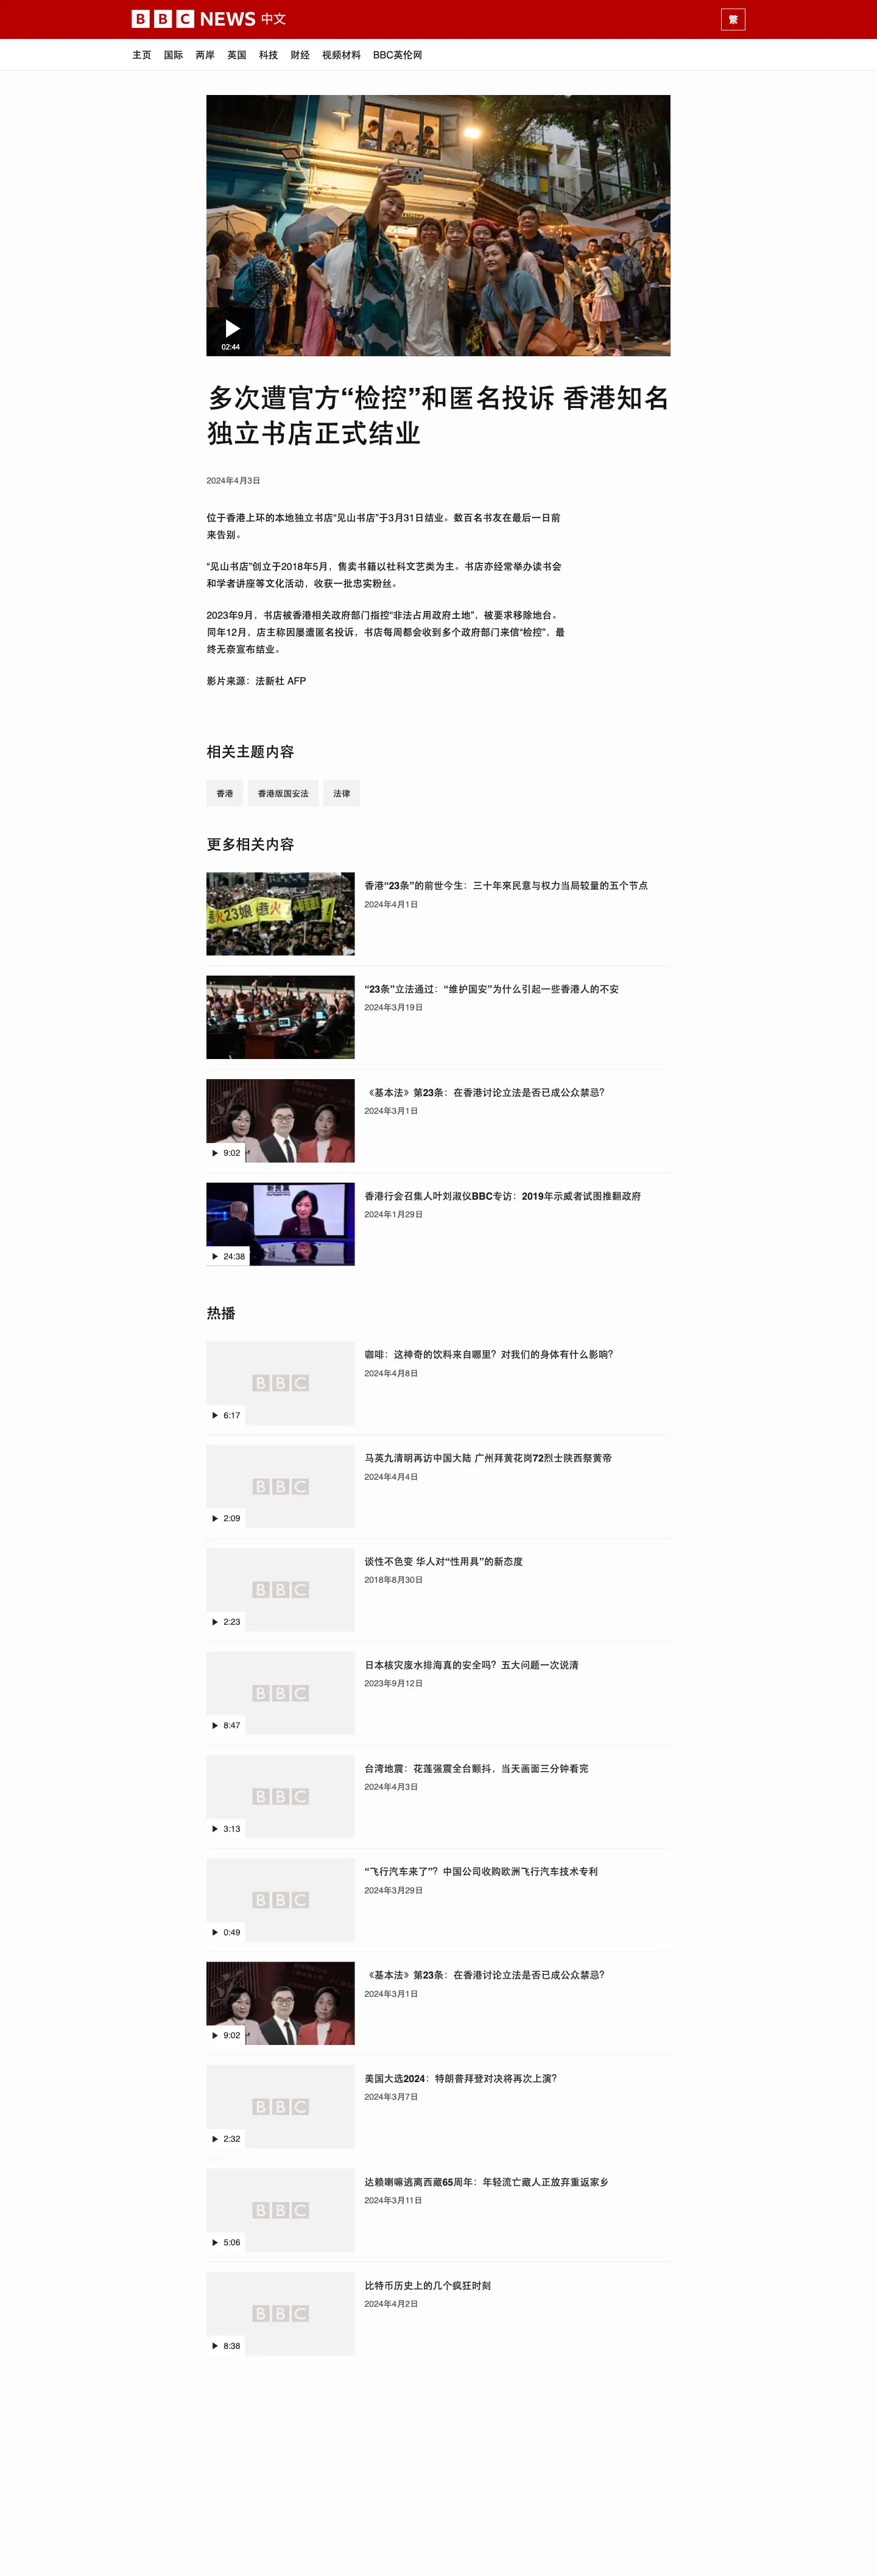 BBC NEWS 中文
繁
主页 国际 两岸 英国 科技 财经 视频材料 BBC英伦网
02:44
多次遭官方“检控”和匿名投诉 香港知名
独立书店正式结业
2024年4月3日
位于香港上环的本地独立书店“见山书店”于3月31日结业。数百名书友在最后一日前
来告别。
“见山书店”创立于2018年5月，售卖书籍以社科文艺类为主。书店亦经常举办读书会
和学者讲座等文化活动，收获一批忠实粉丝。
2023年9月，书店被香港相关政府部门指控“非法占用政府土地”，被要求移除地台。
同年12月，店主称因屡遭匿名投诉，书店每周都会收到多个政府部门来信“检控”，最
终无奈宣布结业。
影片来源：法新社 AFP
相关主题内容
香港 香港版国安法 法律
更多相关内容
香港“23条”的前世今生：三十年来民意与权力当局较量的五个节点
2024年4月1日
“23条”立法通过：“维护国安”为什么引起一些香港人的不安
2024年3月19日
《基本法》第23条：在香港讨论立法是否已成公众禁忌？
2024年3月1日
9:02
香港行会召集人叶刘淑仪BBC专访：2019年示威者试图推翻政府
2024年1月29日
新民黨
24:38
热播
咖啡：这神奇的饮料来自哪里？对我们的身体有什么影响？
2024年4月8日
BBC
6:17
马英九清明再访中国大陆 广州拜黄花岗72烈士陕西祭黄帝
2024年4月4日
BBC
2:09
谈性不色变 华人对“性用具”的新态度
2018年8月30日
BBC
2:23
日本核灾废水排海真的安全吗？五大问题一次说清
2023年9月12日
BBC
8:47
台湾地震：花莲强震全台颤抖，当天画面三分钟看完
2024年4月3日
BBC
3:13
“飞行汽车来了”？中国公司收购欧洲飞行汽车技术专利
2024年3月29日
BBC
0:49
《基本法》第23条：在香港讨论立法是否已成公众禁忌？
2024年3月1日
9:02
美国大选2024：特朗普拜登对决将再次上演？
2024年3月7日
BBC
2:32
达赖喇嘛逃离西藏65周年：年轻流亡藏人正放弃重返家乡
2024年3月11日
BBC
5:06
比特币历史上的几个疯狂时刻
2024年4月2日
BBC
8:38